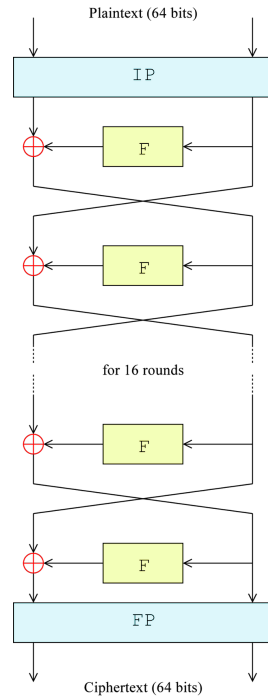 Plaintext (64 bits)
IP
F
F
for 16 rounds
F
F
FP
Ciphertext (64 bits)